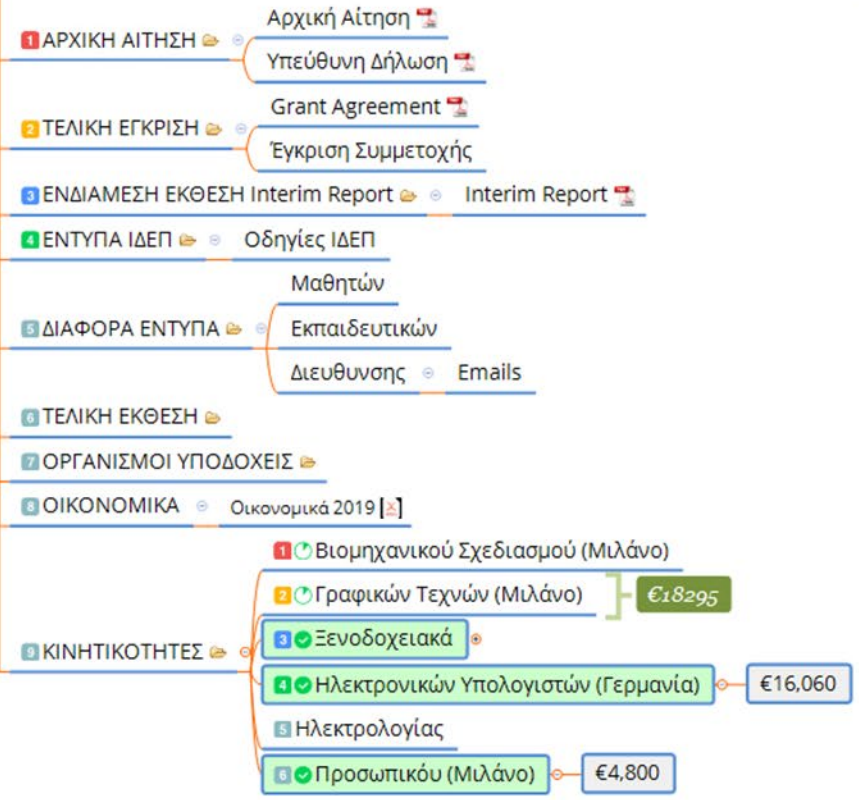 1 ΑΡΧΙΚΗ ΑΙΤΗΣΗ
Αρχική Αίτηση
Υπεύθυνη Δήλωση
2 ΤΕΛΙΚΗ ΕΓΚΡΙΣΗ
Grant Agreement
Έγκριση Συμμετοχής
3 ΕΝΔΙΑΜΕΣΗ ΕΚΘΕΣΗ Interim Report
Interim Report
4 ΕΝΤΥΠΑ ΙΔΕΠ
Οδηγίες ΙΔΕΠ
5 ΔΙΑΦΟΡΑ ΕΝΤΥΠΑ
Μαθητών
Εκπαιδευτικών
Διευθυνσης
Emails
6 ΤΕΛΙΚΗ ΕΚΘΕΣΗ
7 ΟΡΓΑΝΙΣΜΟΙ ΥΠΟΔΟΧΕΙΣ
8 ΟΙΚΟΝΟΜΙΚΑ
Οικονομικά 2019
9 ΚΙΝΗΤΙΚΟΤΗΤΕΣ
1 Βιομηχανικού Σχεδιασμού (Μιλάνο)
2 Γραφικών Τεχνών (Μιλάνο)
€18295
3 Ξενοδοχειακά
4 Ηλεκτρονικών Υπολογιστών (Γερμανία)
€16,060
5 Ηλεκτρολογίας
6 Προσωπικόυ (Μιλάνο)
€4,800